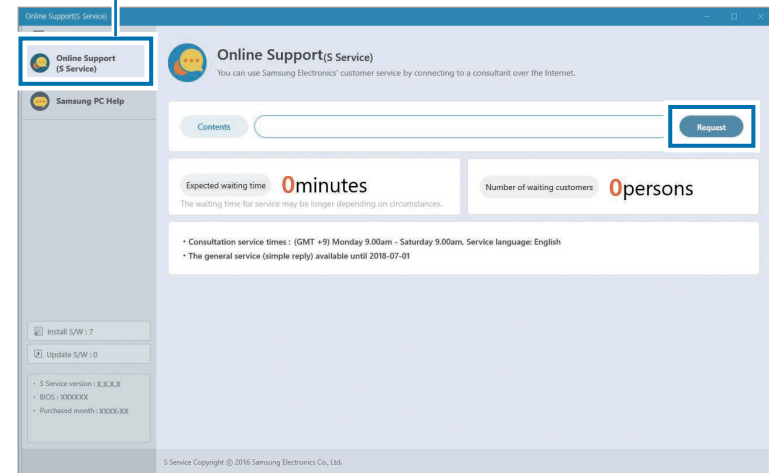 Online Support(S Service)
Online Support
(S Service)
Samsung PC Help
Online Support(S Service)
You can use Samsung Electronics' customer service by connecting to a consultant over the Internet.
Contents
Request
Expected waiting time 0minutes
The waiting time for service may be longer depending on circumstances.
Number of waiting customers 0persons
• Consultation service times : (GMT +9) Monday 9.00am - Saturday 9.00am. Service language: English
• The general service (simple reply) available until 2018-07-01
Install S/W : 7
Update S/W : 0
• S Service version : X.X.X.X
• BIOS : XXXXXX
• Purchased month : XXXX-XX
S Service Copyright © 2016 Samsung Electronics Co., Ltd.